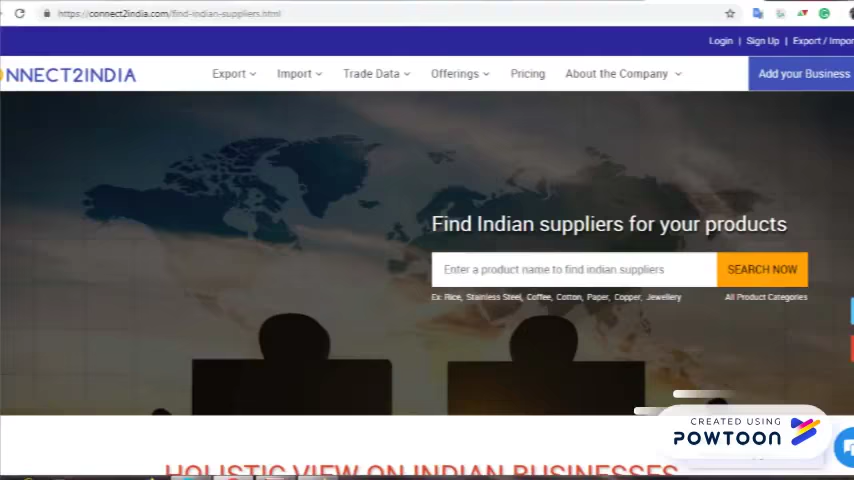 https://connect2india.com/find-indian-suppliers.html
Login | Sign Up | Export / Impor
NNECT2INDIA
Export
Import
Trade Data
Offerings
Pricing
About the Company
Add your Business
Find Indian suppliers for your products
Enter a product name to find indian suppliers
SEARCH NOW
Ex: Rice, Stainless Steel, Coffee, Cotton, Paper, Copper, Jewellery
All Product Categories
CREATED USING
POWTOON
HOLISTIC VIEW ON INDIAN BUSINESSES